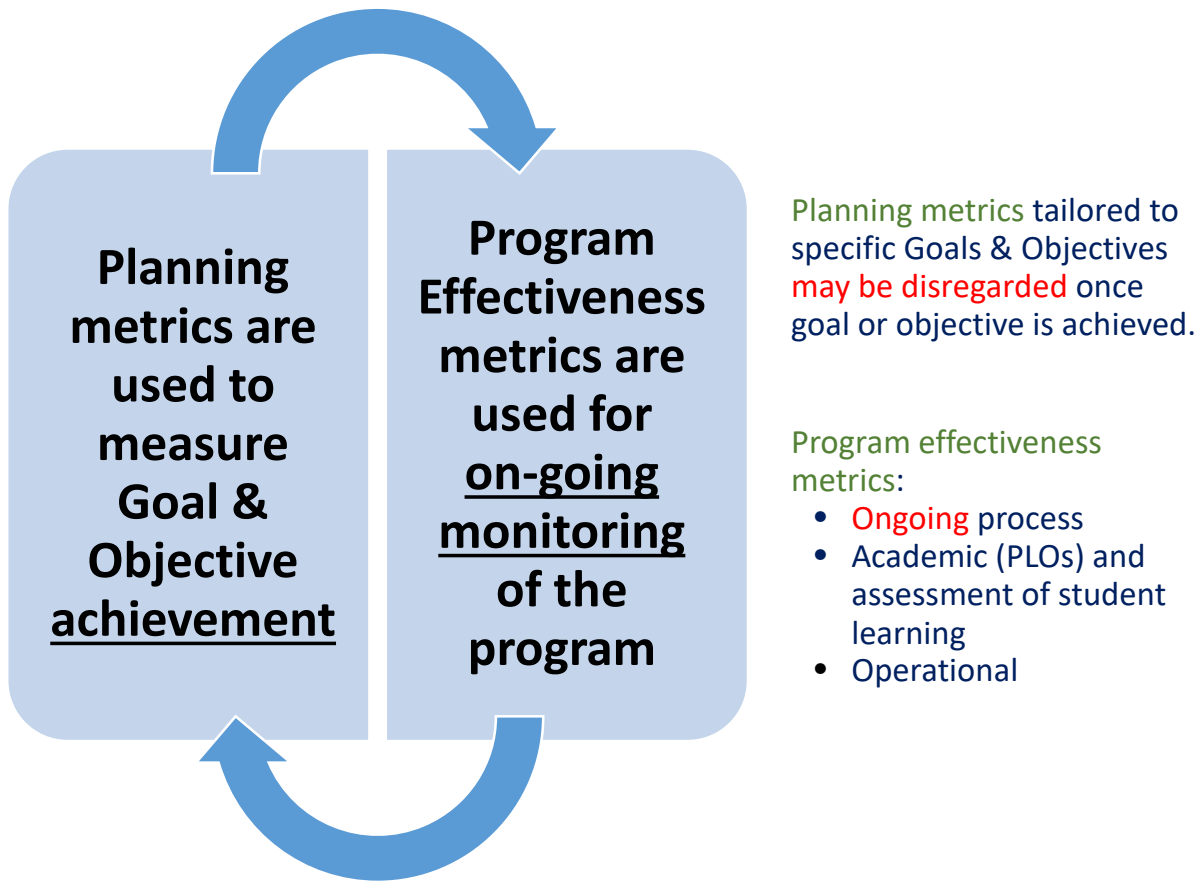 Planning
metrics are
used to
measure
Goal &
Objective
achievement
Program
Effectiveness
metrics are
used for
on-going
monitoring
of the
program
Planning metrics tailored to
specific Goals & Objectives
may be disregarded once
goal or objective is achieved.
Program effectiveness
metrics:
• Ongoing process
• Academic (PLOs) and
assessment of student
learning
• Operational